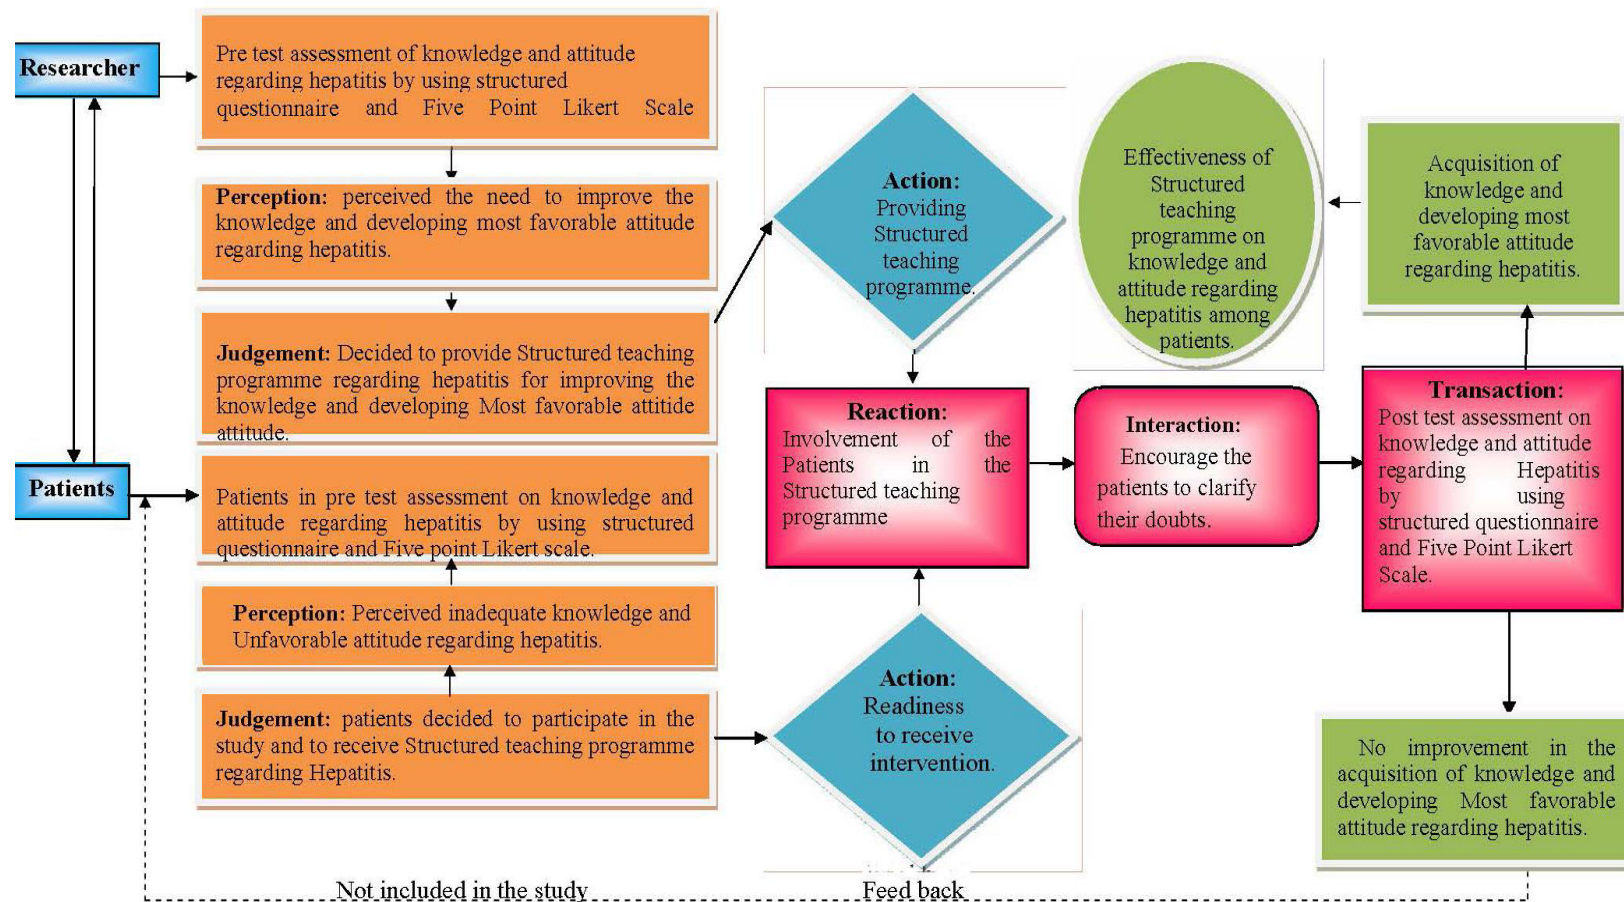 Researcher
Pre test assessment of knowledge and attitude
regarding hepatitis by using structured
questionnaire and Five Point Likert Scale
Perception: perceived the need to improve the
knowledge and developing most favorable attitude
regarding hepatitis.
Judgement: Decided to provide Structured teaching
programme regarding hepatitis for improving the
knowledge and developing Most favorable attitide
attitude.
Patients
Patients in pre test assessment on knowledge and
attitude regarding hepatitis by using structured
questionnaire and Five point Likert scale.
Perception: Perceived inadequate knowledge and
Unfavorable attitude regarding hepatitis.
Judgement: patients decided to participate in the
study and to receive Structured teaching programme
regarding Hepatitis.
Action:
Providing
Structured
teaching
programme.
Reaction:
Involvement of the
Patients in the
Structured teaching
programme
Action:
Readiness
to receive
intervention.
Interaction:
Encourage the
patients to clarify
their doubts.
Effectiveness of
Structured
teaching
programme on
knowledge and
attitude regarding
hepatitis among
patients.
Acquisition of
knowledge and
developing most
favorable attitude
regarding hepatitis.
Transaction:
Post test assessment on
knowledge and attitude
regarding Hepatitis
by using
structured questionnaire
and Five Point Likert
Scale.
No improvement in the
acquisition of knowledge and
developing Most favorable
attitude regarding hepatitis.
Not included in the study
Feed back